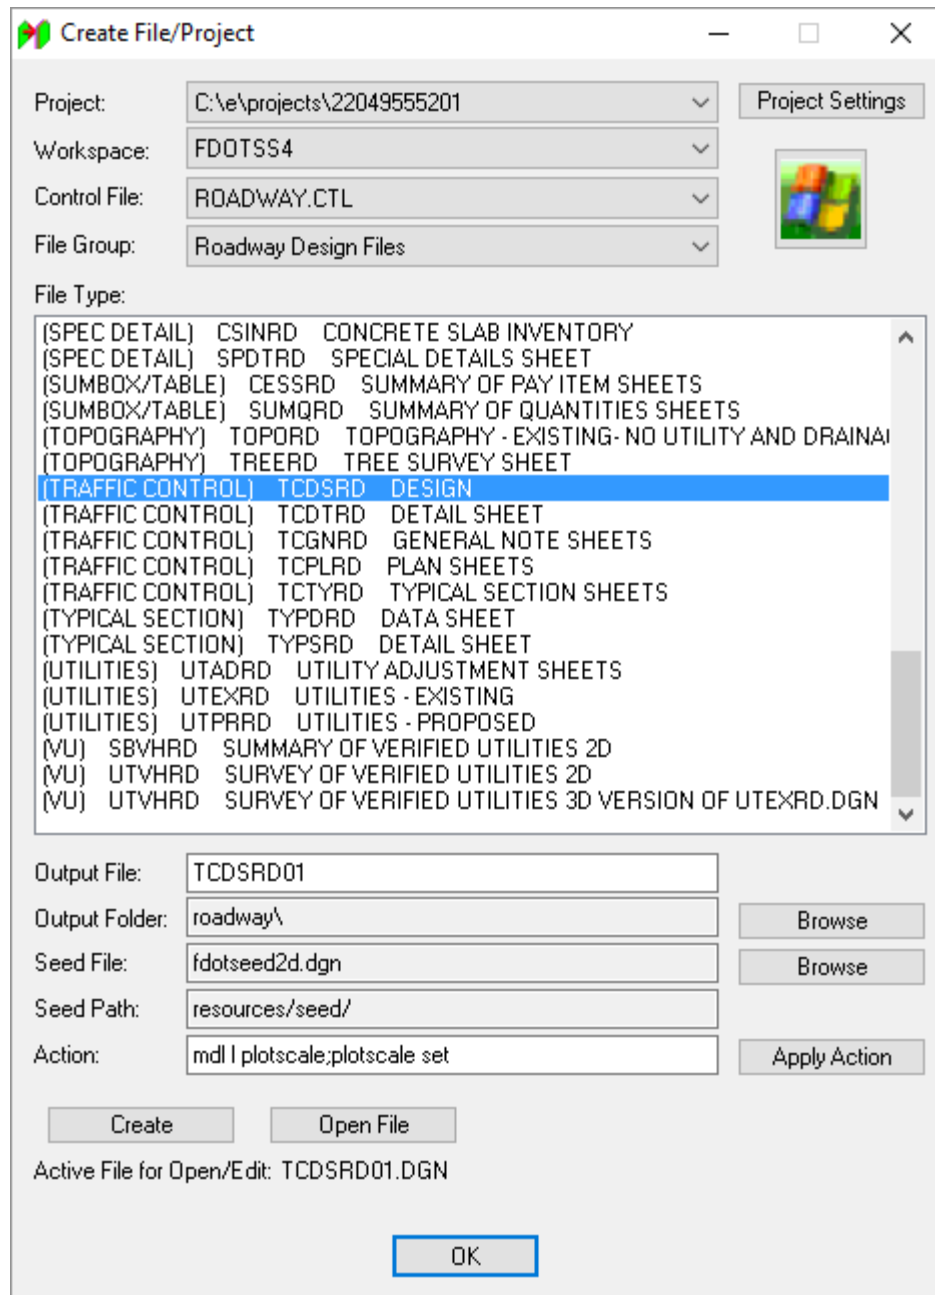 Create File/Project
Project: C:\e\projects\22049555201 Project Settings
Workspace: FDOTSS4
Control File: ROADWAY.CTL
File Group: Roadway Design Files
File Type:
(SPEC DETAIL) CSINRD CONCRETE SLAB INVENTORY
(SPEC DETAIL) SPDTRD SPECIAL DETAILS SHEET
(SUMBOX/TABLE) CESSRD SUMMARY OF PAY ITEM SHEETS
(SUMBOX/TABLE) SUMQRD SUMMARY OF QUANTITIES SHEETS
(TOPOGRAPHY) TOPORD TOPOGRAPHY - EXISTING- NO UTILITY AND DRAINA
(TOPOGRAPHY) TREERD TREE SURVEY SHEET
(TRAFFIC CONTROL) TCDSRD DESIGN
(TRAFFIC CONTROL) TCDTRD DETAIL SHEET
(TRAFFIC CONTROL) TCGNRD GENERAL NOTE SHEETS
(TRAFFIC CONTROL) TCPLRD PLAN SHEETS
(TRAFFIC CONTROL) TCTYRD TYPICAL SECTION SHEETS
(TYPICAL SECTION) TYPDRD DATA SHEET
(TYPICAL SECTION) TYPSRD DETAIL SHEET
(UTILITIES) UTADRD UTILITY ADJUSTMENT SHEETS
(UTILITIES) UTEXRD UTILITIES - EXISTING
(UTILITIES) UTPRRD UTILITIES - PROPOSED
(VU) SBVHRD SUMMARY OF VERIFIED UTILITIES 2D
(VU) UTVHRD SURVEY OF VERIFIED UTILITIES 2D
(VU) UTVHRD SURVEY OF VERIFIED UTILITIES 3D VERSION OF UTEXRD.DGN
Output File: TCDSRD01
Output Folder: roadway\ Browse
Seed File: fdotseed2d.dgn Browse
Seed Path: resources/seed/
Action: mdl l plotscale;plotscale set Apply Action
Create Open File
Active File for Open/Edit: TCDSRD01.DGN
OK